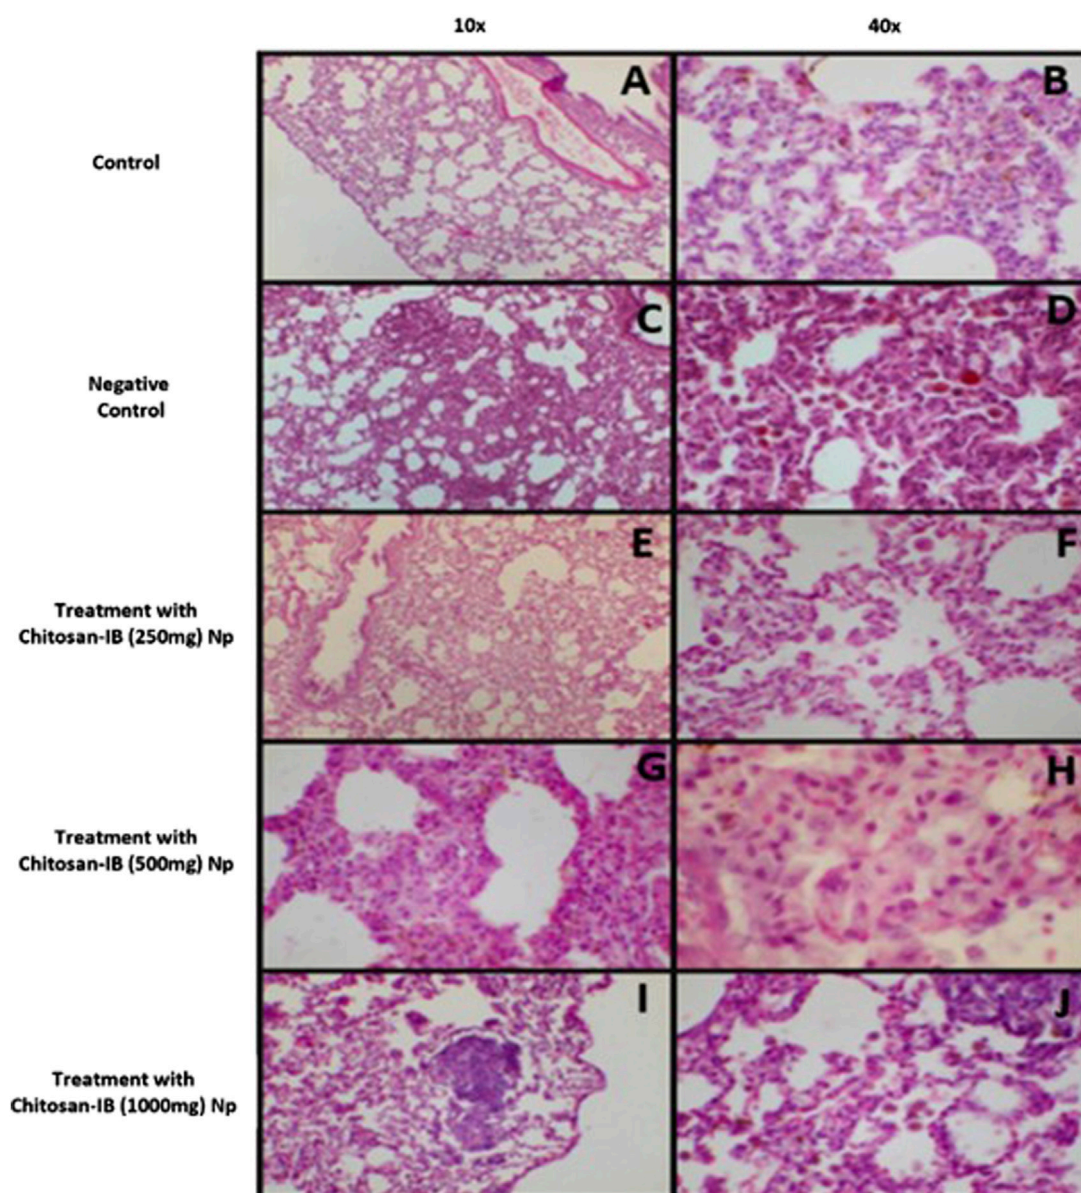 10x
40x
Control
A
B
Negative
Control
C
D
Treatment with
Chitosan-IB (250mg) Np
E
F
Treatment with
Chitosan-IB (500mg) Np
G
H
Treatment with
Chitosan-IB (1000mg) Np
I
J